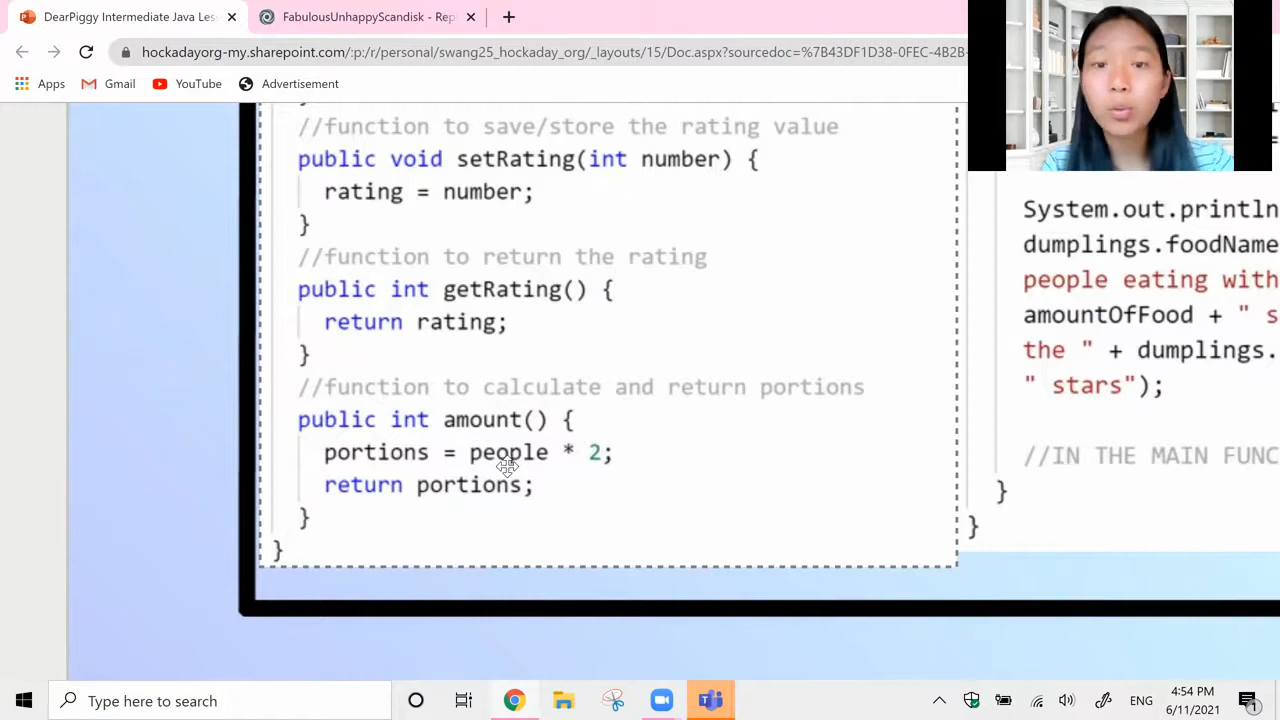 DearPiggy Intermediate Java Les
FabulousUnhappyScandisk - Rep
hockadayorg-my.sharepoint.com/:p:/r/personal/swang25_hockaday_org/_layouts/15/Doc.aspx?sourcedoc=%7B43DF1D38-0FEC-4B2B-
Apps
Gmail
YouTube
Advertisement
//function to save/store the rating value
public void setRating(int number) {
rating = number;
}
//function to return the rating
public int getRating() {
return rating;
}
//function to calculate and return portions
public int amount() {
portions = people * 2;
return portions;
}
}
System.out.println
dumplings.foodName
people eating with
amountOfFood + " s
the " + dumplings.
" stars");
//IN THE MAIN FUNC
}
}
Type here to search
ENG
4:54 PM
6/11/2021
1